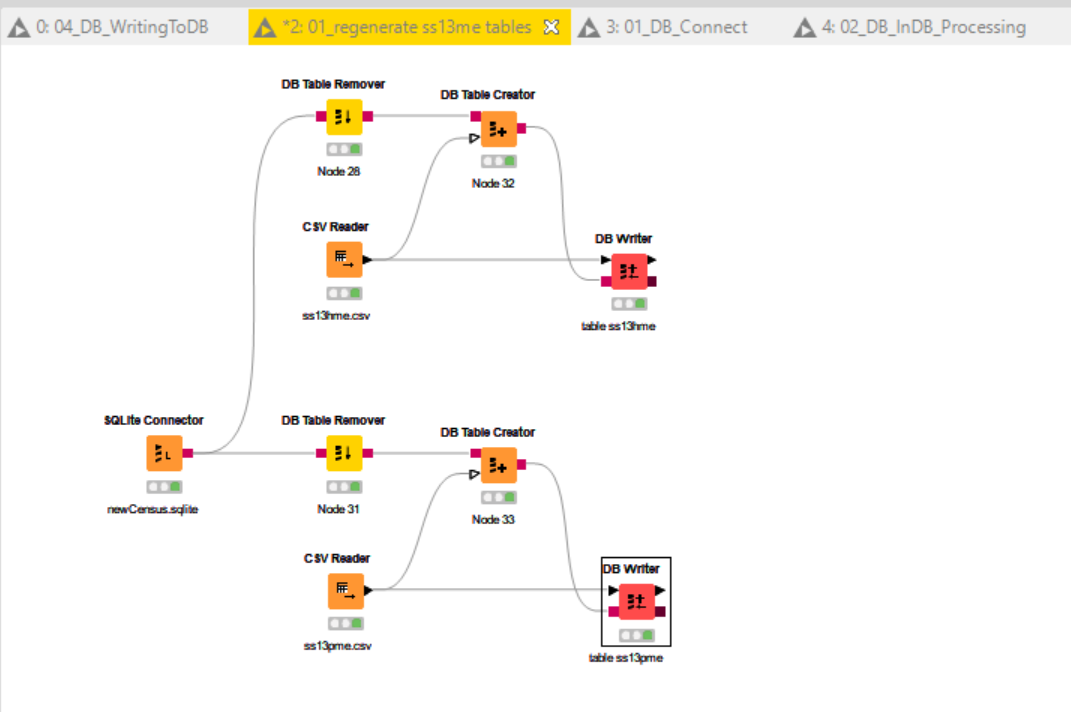 0: 04_DB_WritingToDB
*2: 01_regenerate ss13me tables
3: 01_DB_Connect
4: 02_DB_InDB_Processing
DB Table Remover
Node 28
DB Table Creator
Node 32
CSV Reader
ss13hme.csv
DB Writer
table ss13hme
SQLite Connector
L
newCensus.sqlite
DB Table Remover
Node 31
DB Table Creator
Node 33
CSV Reader
ss13pme.csv
DB Writer
table ss13pme